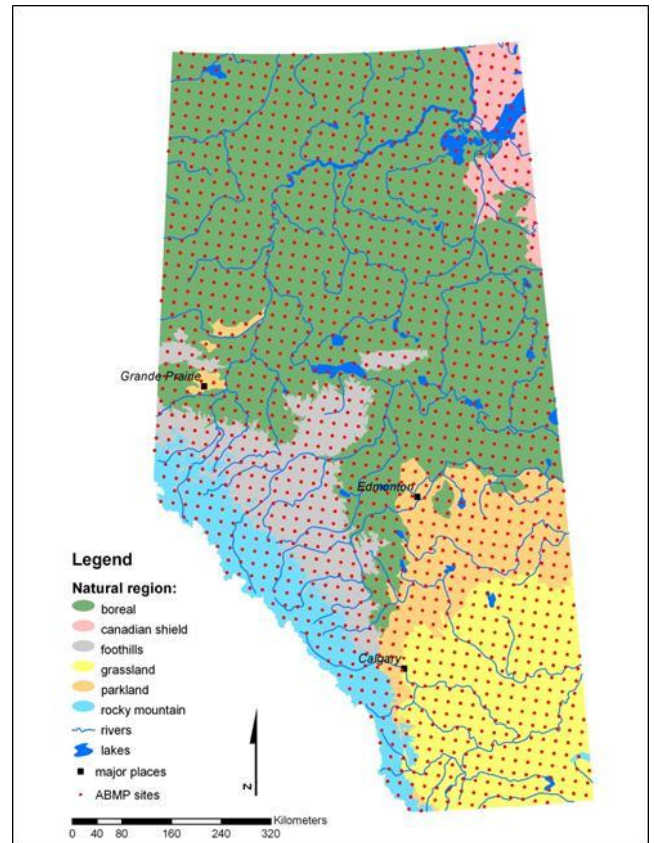 Grande Prairie
Edmonton
Calgary
Legend
Natural region:
boreal
canadian shield
foothills
grassland
parkland
rocky mountain
rivers
lakes
major places
ABMP sites
N
0 40 80 160 240 320 Kilometers